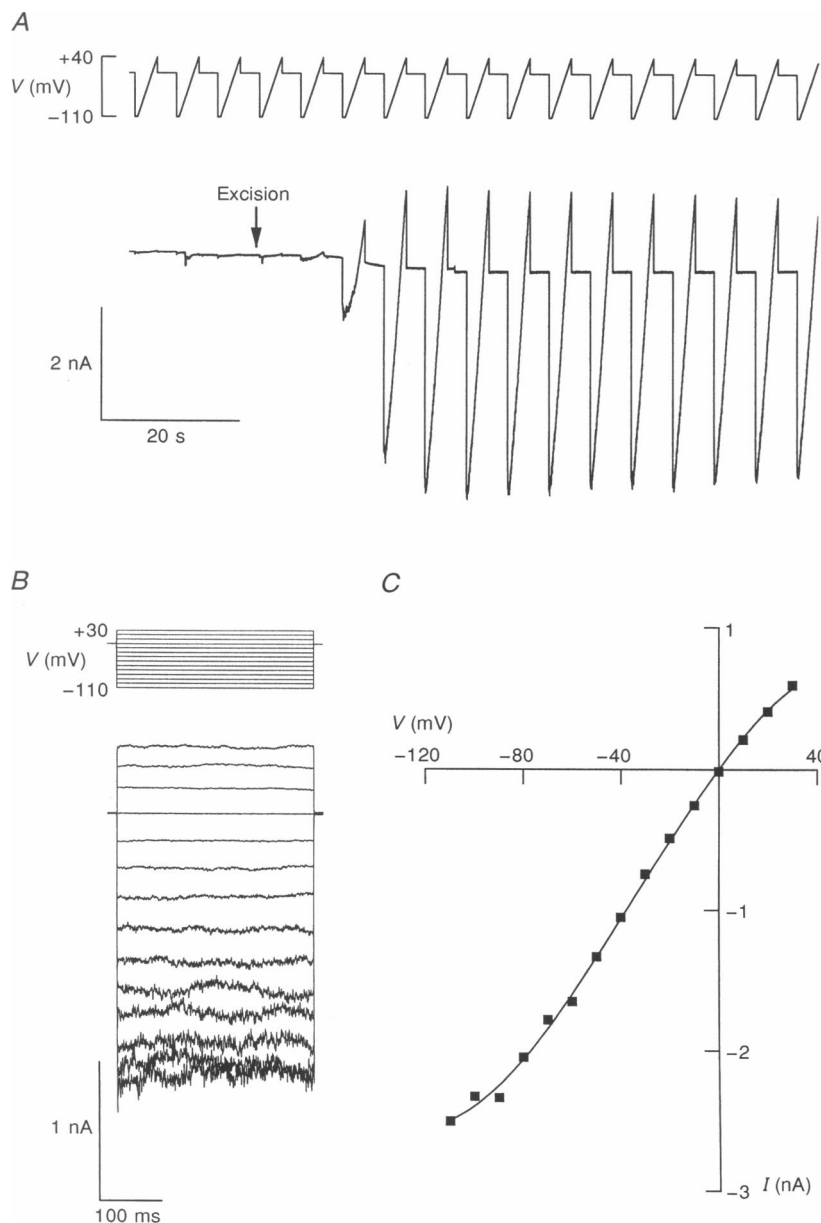 A
+40
V (mV)
−110
Excision
2 nA
20 s
B
+30
V (mV)
−110
1 nA
100 ms
C
1
V (mV)
−120
−80
−40
40
−1
−2
−3
I (nA)